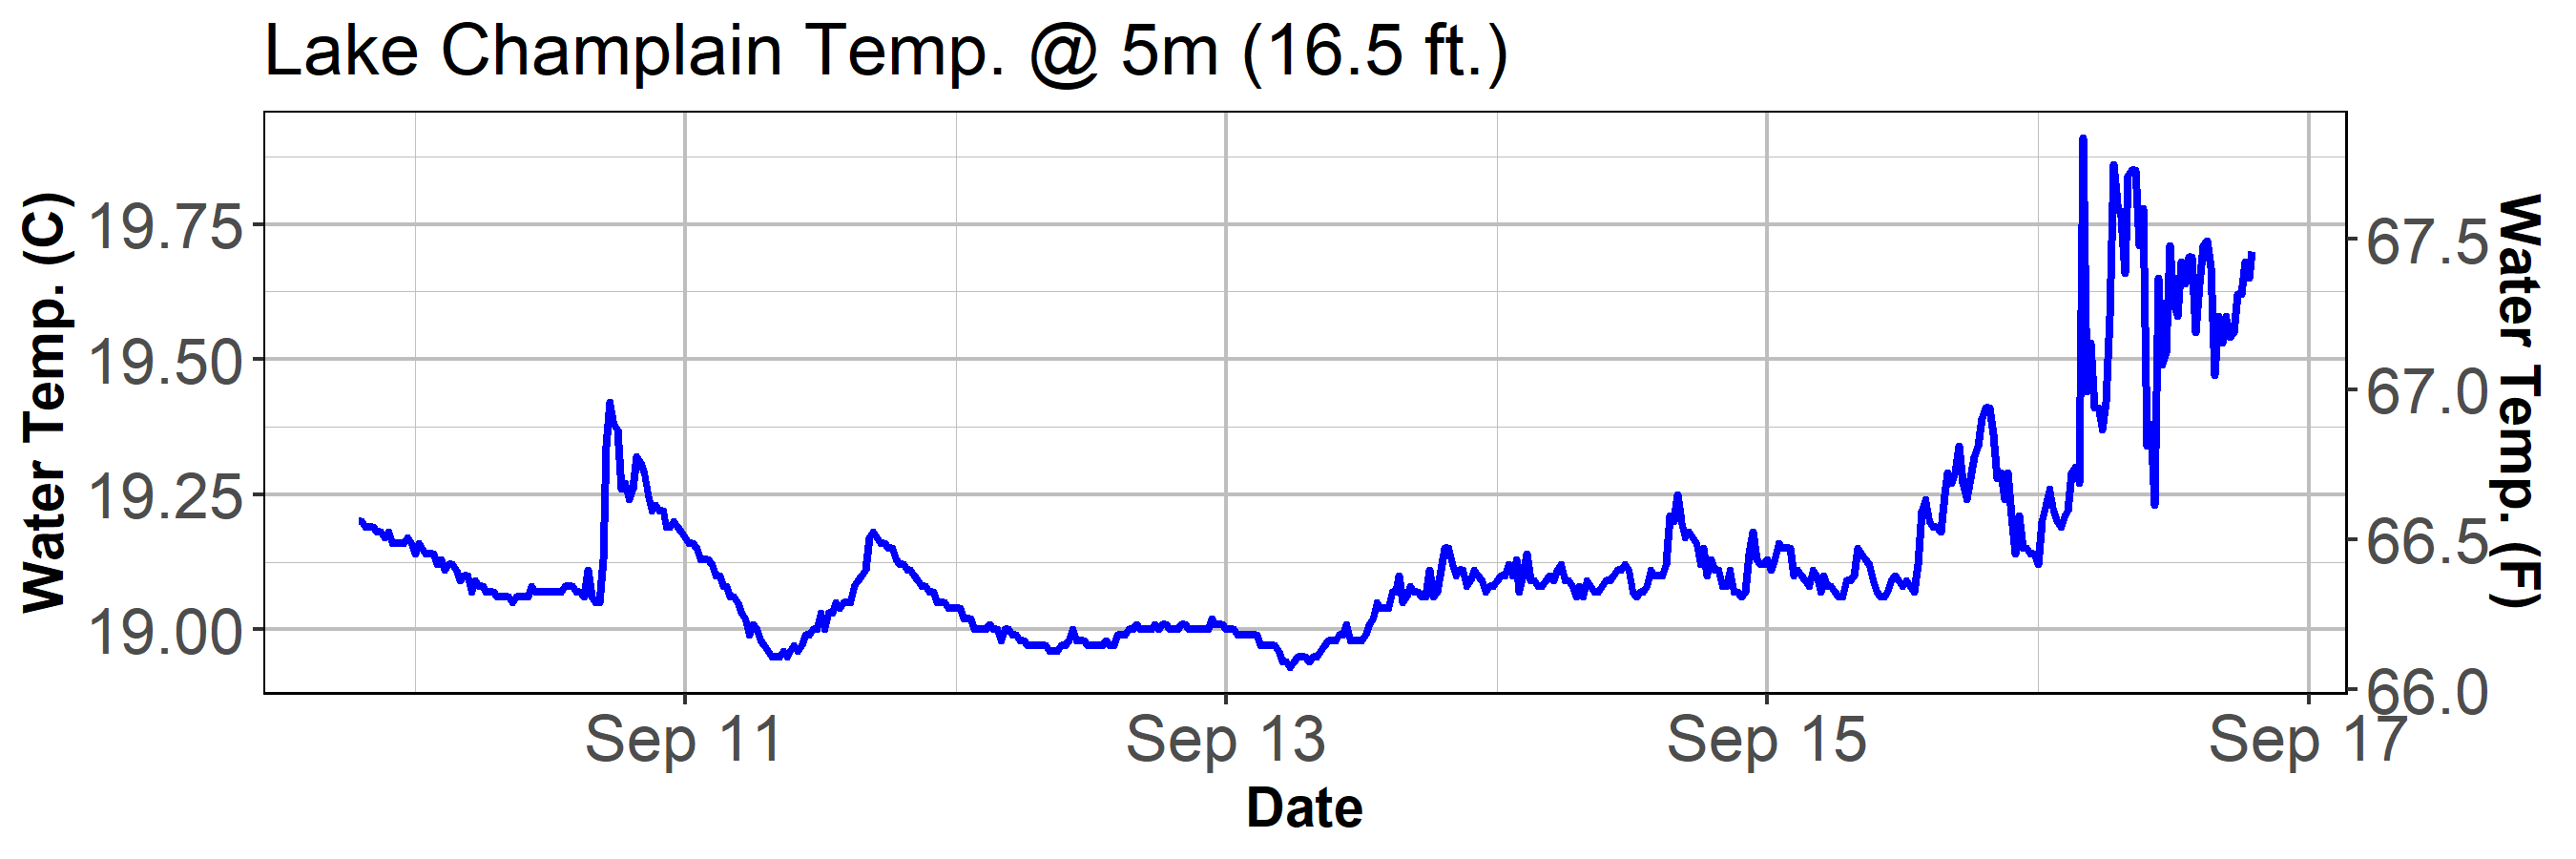 Lake Champlain Temp. @ 5m (16.5 ft.)
Water Temp. (C)
19.75
19.50
19.25
19.00
67.5
67.0
66.5
66.0
Water Temp. (F)
Sep 11
Sep 13
Sep 15
Sep 17
Date